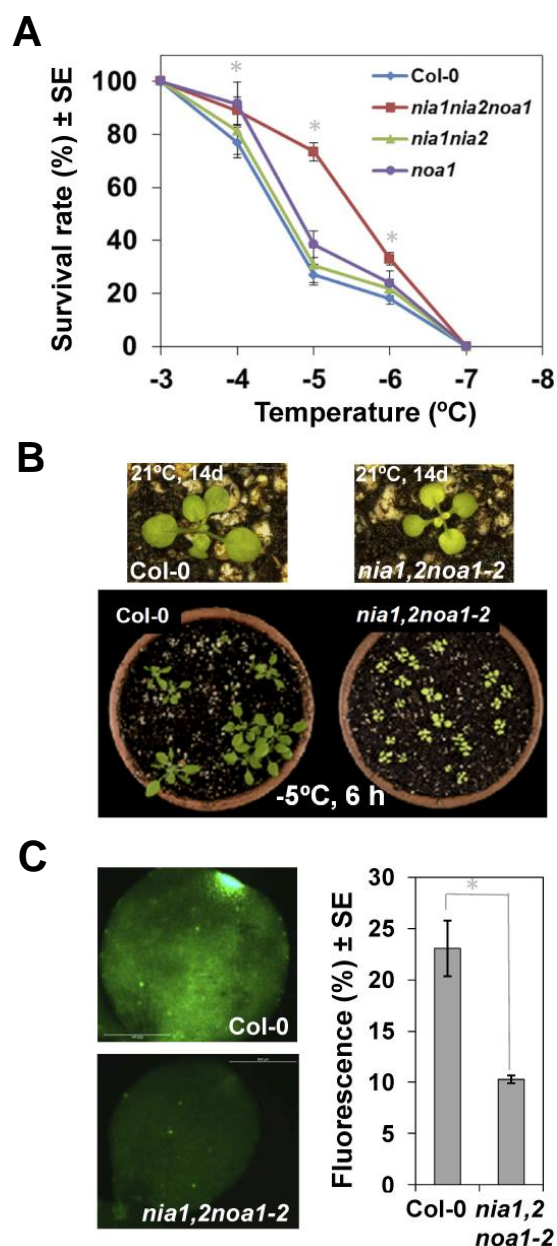 A
Survival rate (%) ± SE
100
80
60
40
20
0
*
*
*
Col-0
nia1nia2noa1
nia1nia2
noa1
-3 -4 -5 -6 -7 -8
Temperature (ºC)
B
21ºC, 14d
Col-0
21ºC, 14d
nia1,2noa1-2
Col-0
nia1,2noa1-2
-5ºC, 6 h
C
Col-0
nia1,2noa1-2
Fluorescence (%) ± SE
30
25
20
15
10
5
0
*
Col-0 nia1,2
noa1-2